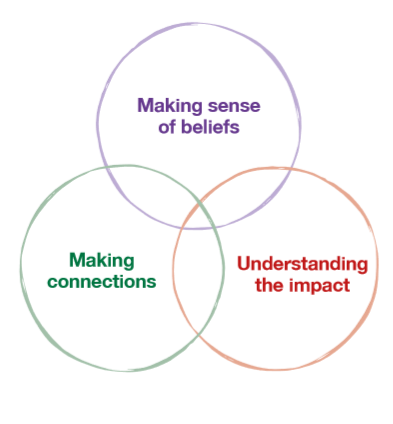 Making sense
of beliefs
Making
connections
Understanding
the impact